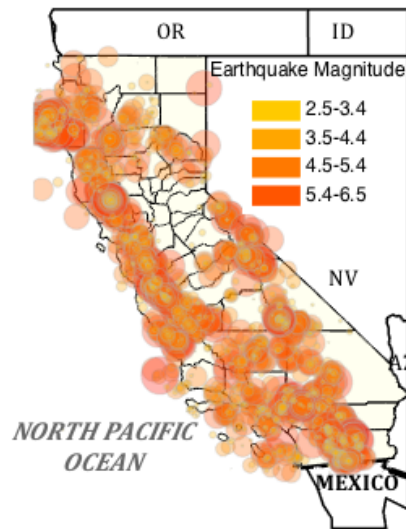 OR
ID
Earthquake Magnitude
2.5-3.4
3.5-4.4
4.5-5.4
5.4-6.5
NV
AZ
NORTH PACIFIC
OCEAN
MEXICO